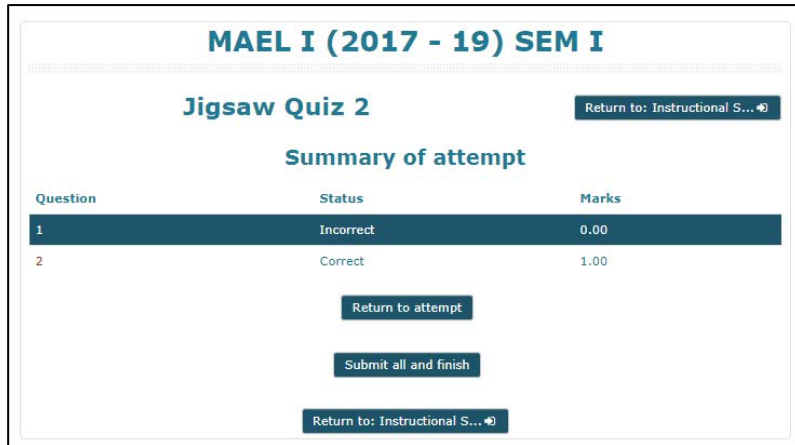 MAEL I (2017 - 19) SEM I
Jigsaw Quiz 2
Return to: Instructional S...
Summary of attempt
Question Status Marks
1 Incorrect 0.00
2 Correct 1.00
Return to attempt
Submit all and finish
Return to: Instructional S...